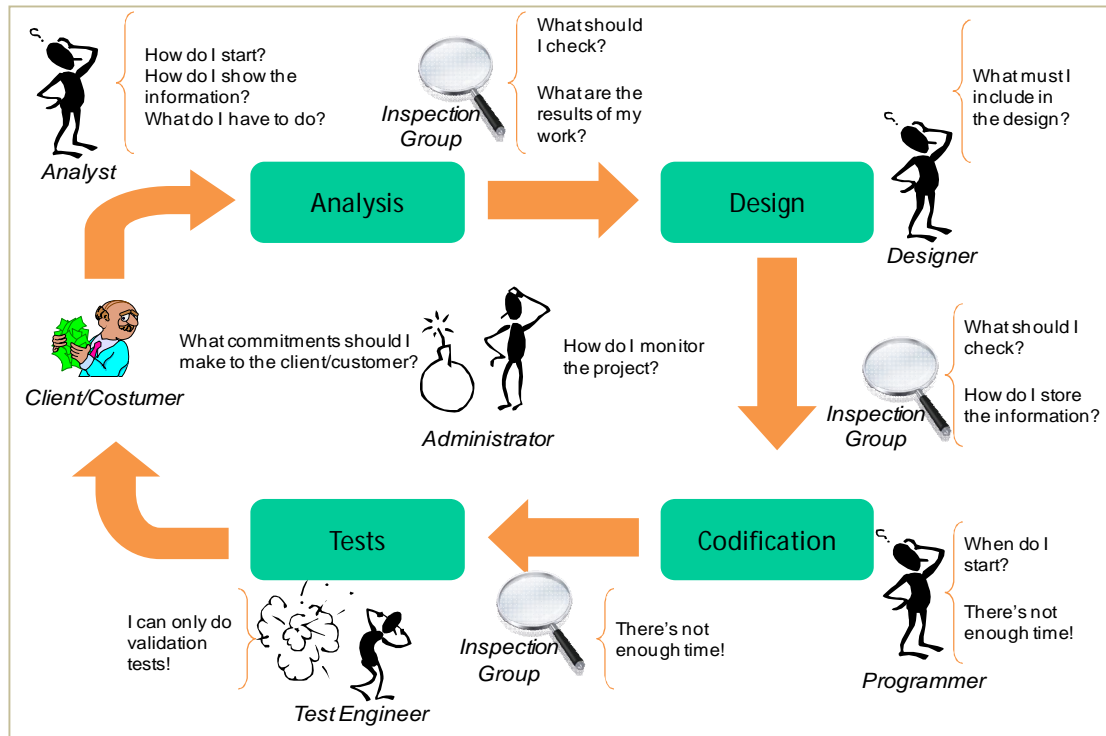 How do I start?
How do I show the
information?
What do I have to do?
Analyst
What should
I check?
What are the
results of my
work?
Inspection
Group
What must I
include in
the design?
Designer
Analysis
Design
What commitments should I
make to the client/customer?
How do I monitor
the project?
Administrator
Client/Costumer
What should I
check?
How do I store
the information?
Inspection
Group
Tests
Codification
When do I
start?
There's not
enough time!
Programmer
I can only do
validation
tests!
Test Engineer
Inspection
Group
There's not
enough time!